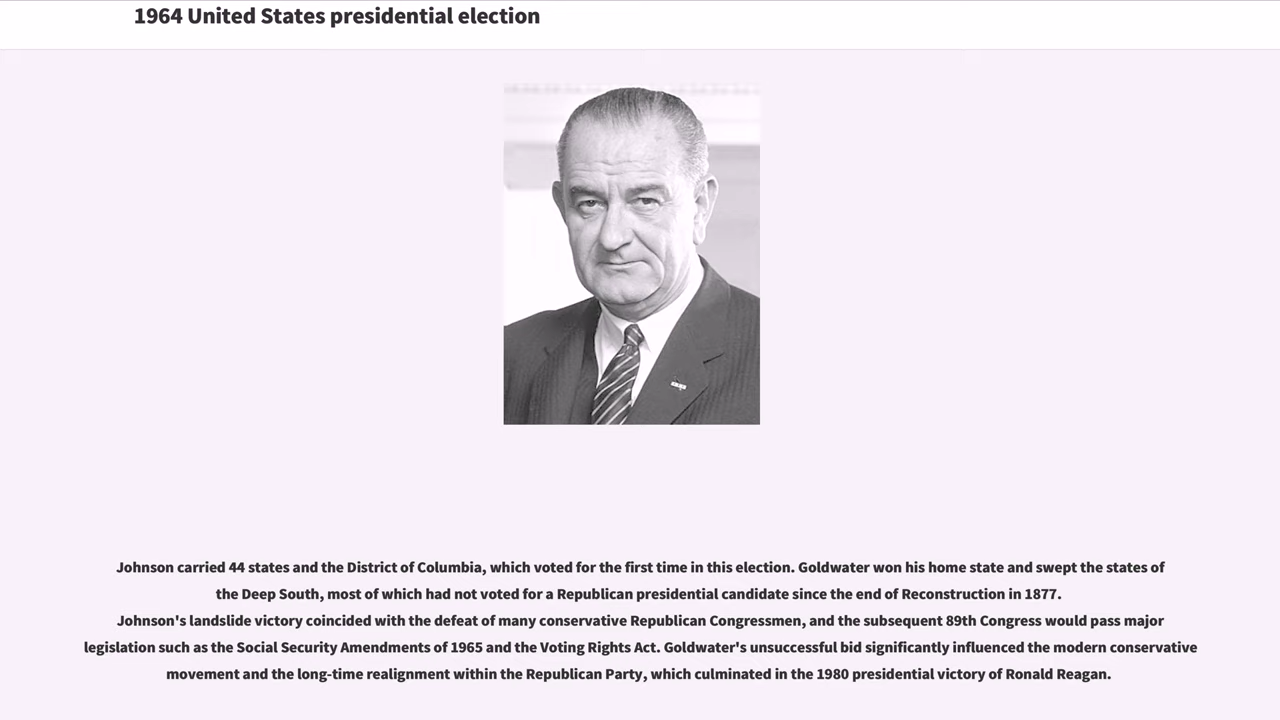 1964 United States presidential election
Johnson carried 44 states and the District of Columbia, which voted for the first time in this election. Goldwater won his home state and swept the states of
the Deep South, most of which had not voted for a Republican presidential candidate since the end of Reconstruction in 1877.
Johnson's landslide victory coincided with the defeat of many conservative Republican Congressmen, and the subsequent 89th Congress would pass major
legislation such as the Social Security Amendments of 1965 and the Voting Rights Act. Goldwater's unsuccessful bid significantly influenced the modern conservative
movement and the long-time realignment within the Republican Party, which culminated in the 1980 presidential victory of Ronald Reagan.